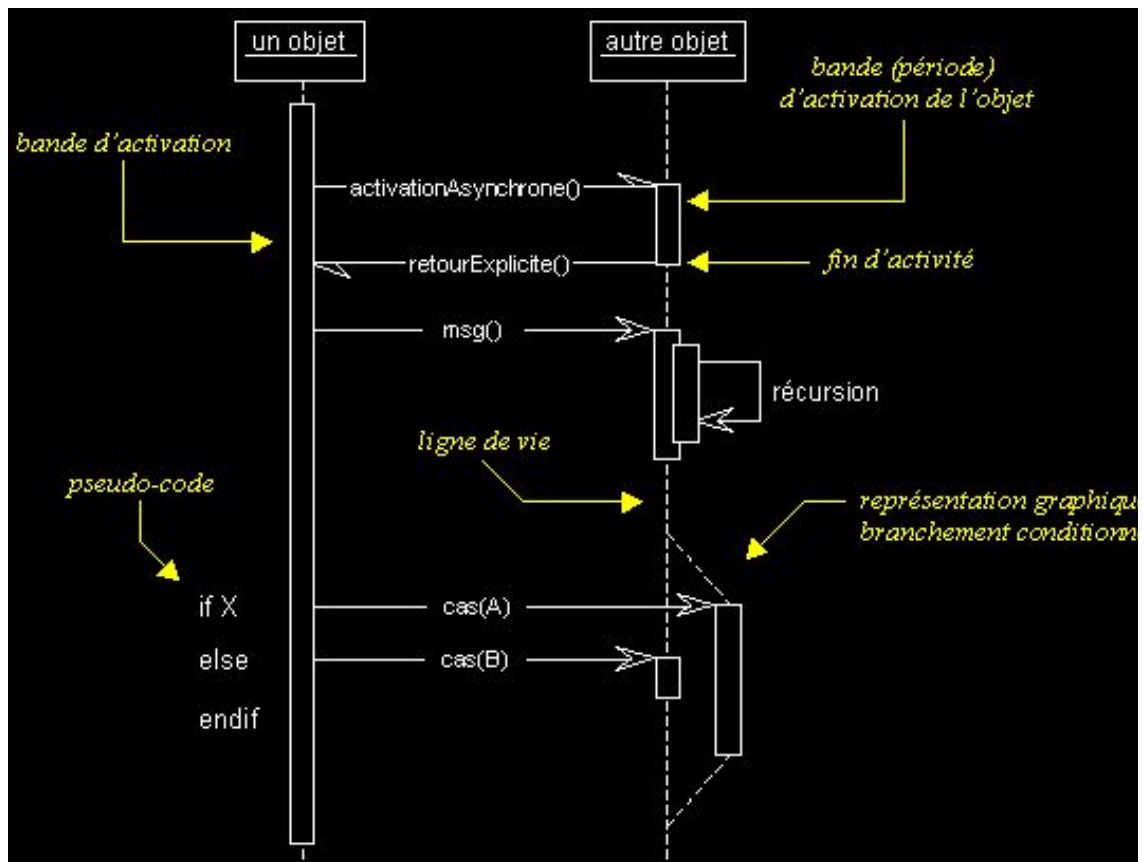 un objet
autre objet
bande (période)
d'activation de l'objet
bande d'activation
activationAsynchrone()
retourExplicite()
fin d'activité
msg()
récursion
ligne de vie
pseudo-code
représentation graphiqu
branchement conditionn
if X
cas(A)
else
cas(B)
endif